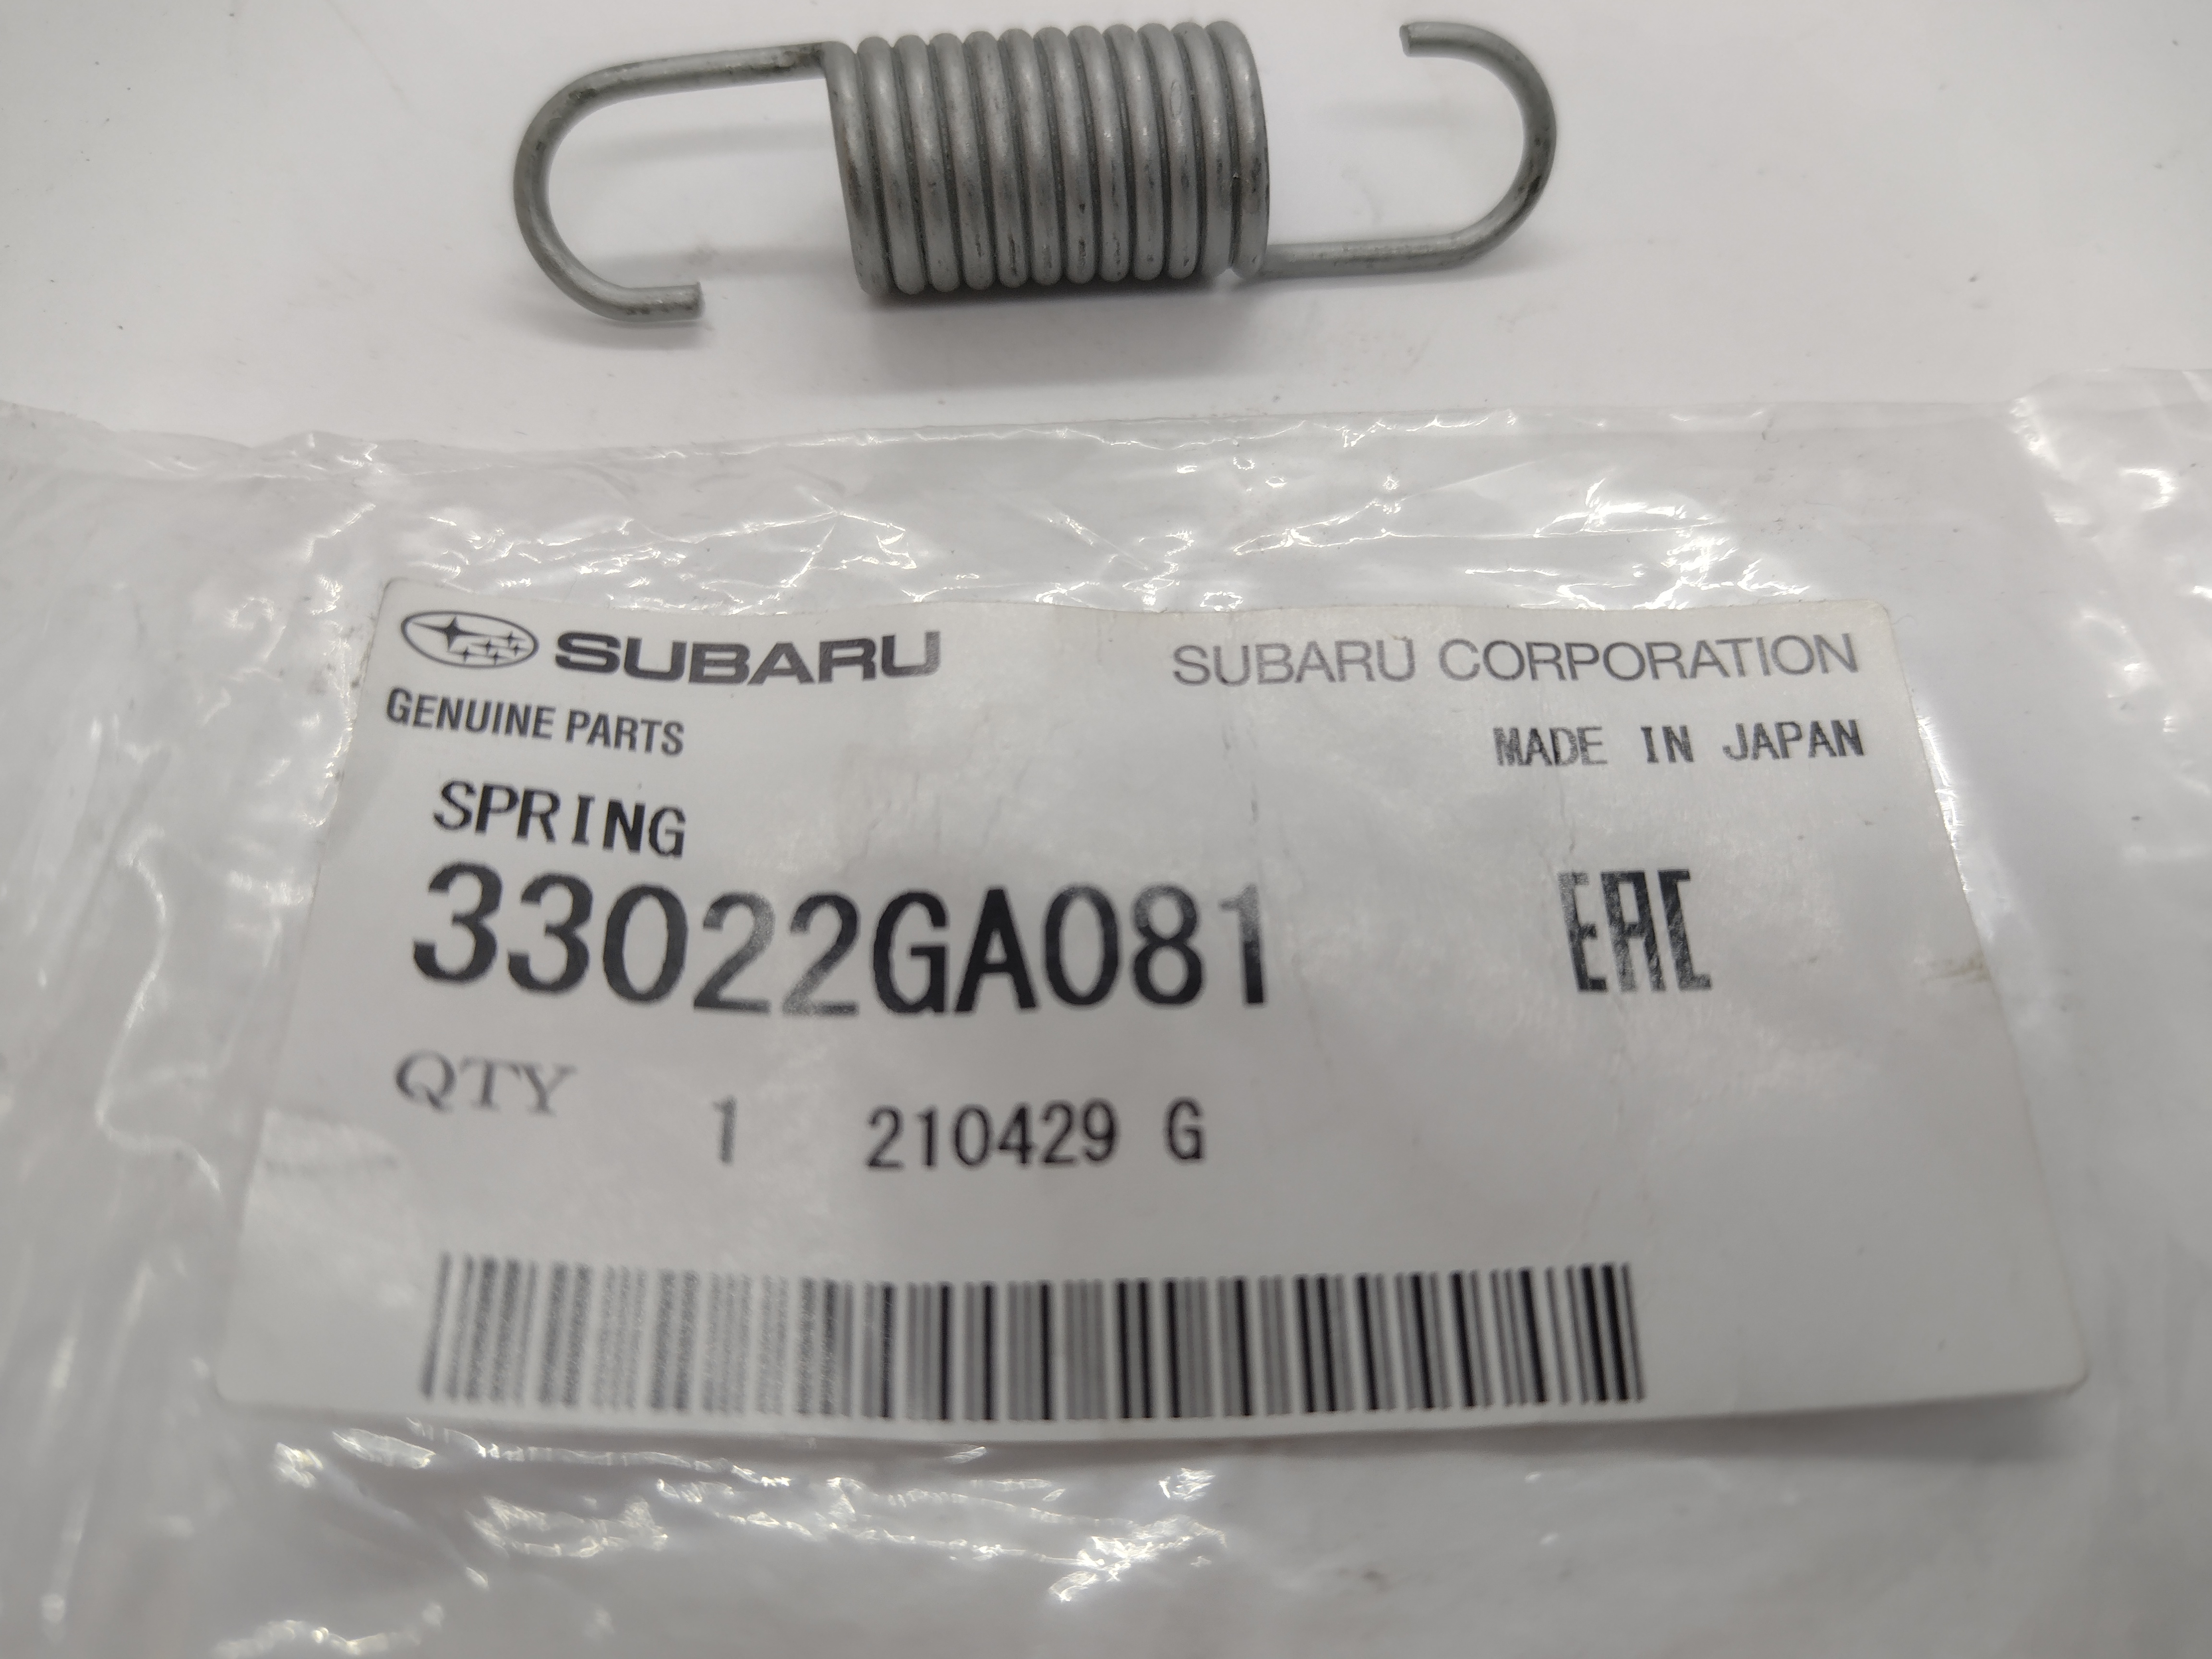 SUBARU SUBARU CORPORATION
GENUINE PARTS MADE IN JAPAN
SPRING
33022GA081 EAC
QTY 1 210429 G